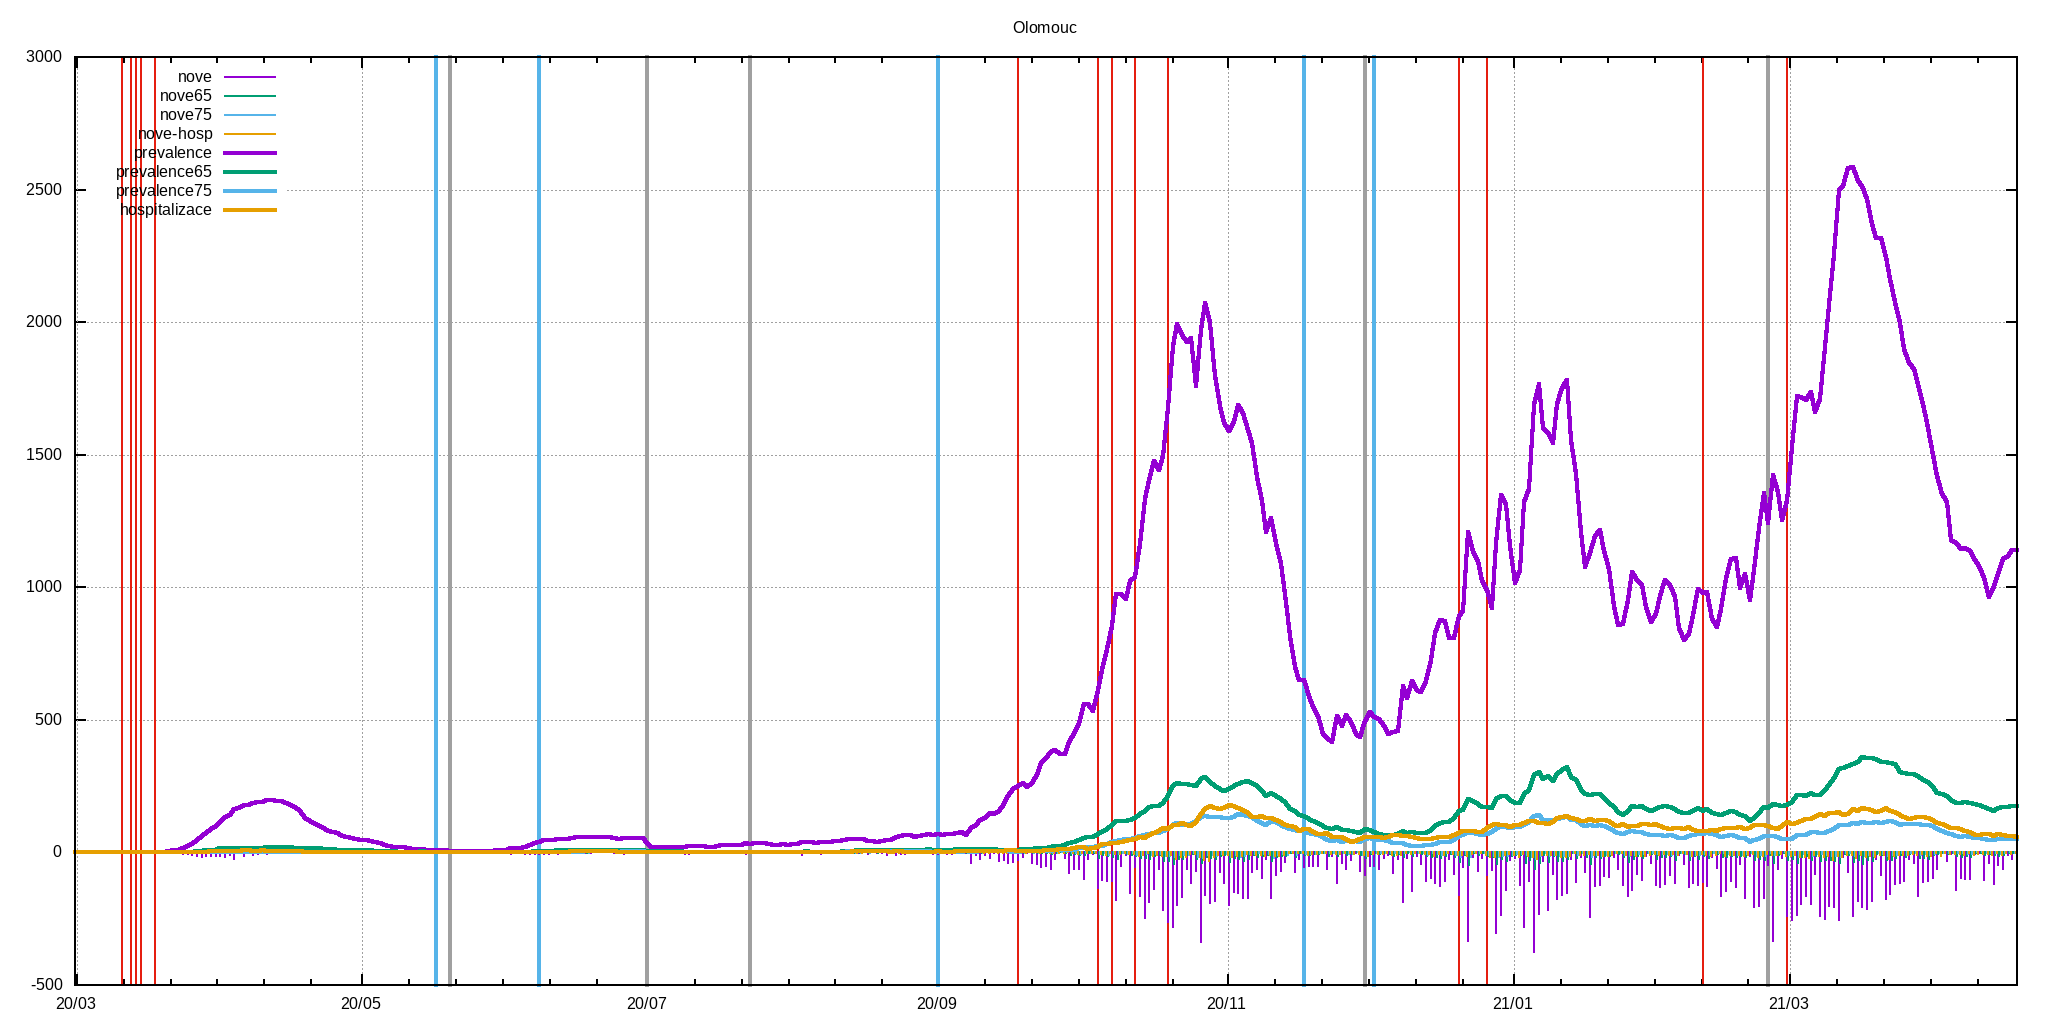 Olomouc
3000
2500
2000
1500
1000
500
0
-500
nove
nove65
nove75
nove-hosp
prevalence
prevalence65
prevalence75
hospitalizace
20/03
20/05
20/07
20/09
20/11
21/01
21/03